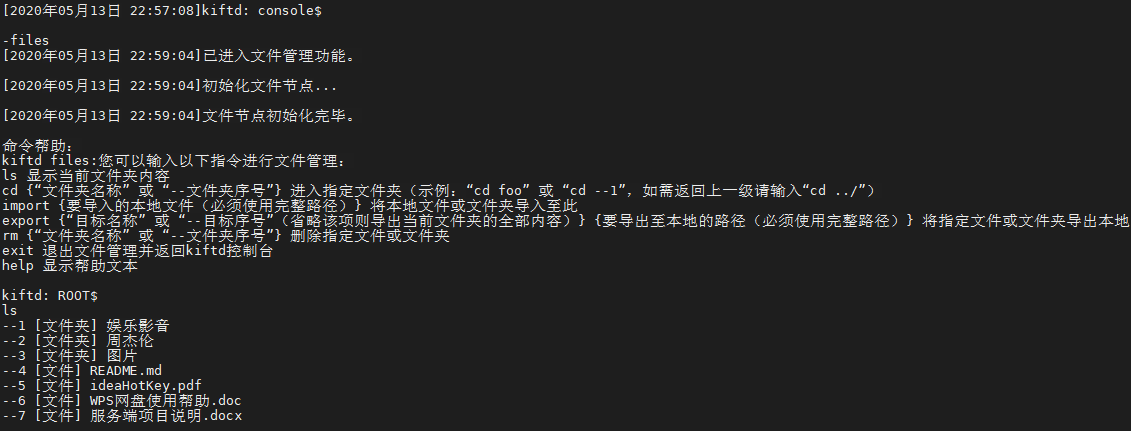 [2020年05月13日 22:57:08]kiftd: console$
-files
[2020年05月13日 22:59:04]已进入文件管理功能。
[2020年05月13日 22:59:04]初始化文件节点...
[2020年05月13日 22:59:04]文件节点初始化完毕。
命令帮助:
kiftd files:您可以输入以下指令进行文件管理:
ls 显示当前文件夹内容
cd {“文件夹名称” 或 “--文件夹序号”} 进入指定文件夹（示例：“cd foo” 或 “cd --1”，如需返回上一级请输入“cd ../”）
import {要导入的本地文件（必须使用完整路径）} 将本地文件或文件夹导入至此
export {“目标名称” 或 “--目标序号”（省略该项则导出当前文件夹的全部内容）} {要导出至本地的路径（必须使用完整路径）} 将指定文件或文件夹导出本地
rm {“文件夹名称” 或 “--文件夹序号”} 删除指定文件或文件夹
exit 退出文件管理并返回kiftd控制台
help 显示帮助文本
kiftd: ROOT$
ls
--1 [文件夹] 娱乐影音
--2 [文件夹] 周杰伦
--3 [文件夹] 图片
--4 [文件] README.md
--5 [文件] ideaHotKey.pdf
--6 [文件] WPS网盘使用帮助.doc
--7 [文件] 服务端项目说明.docx